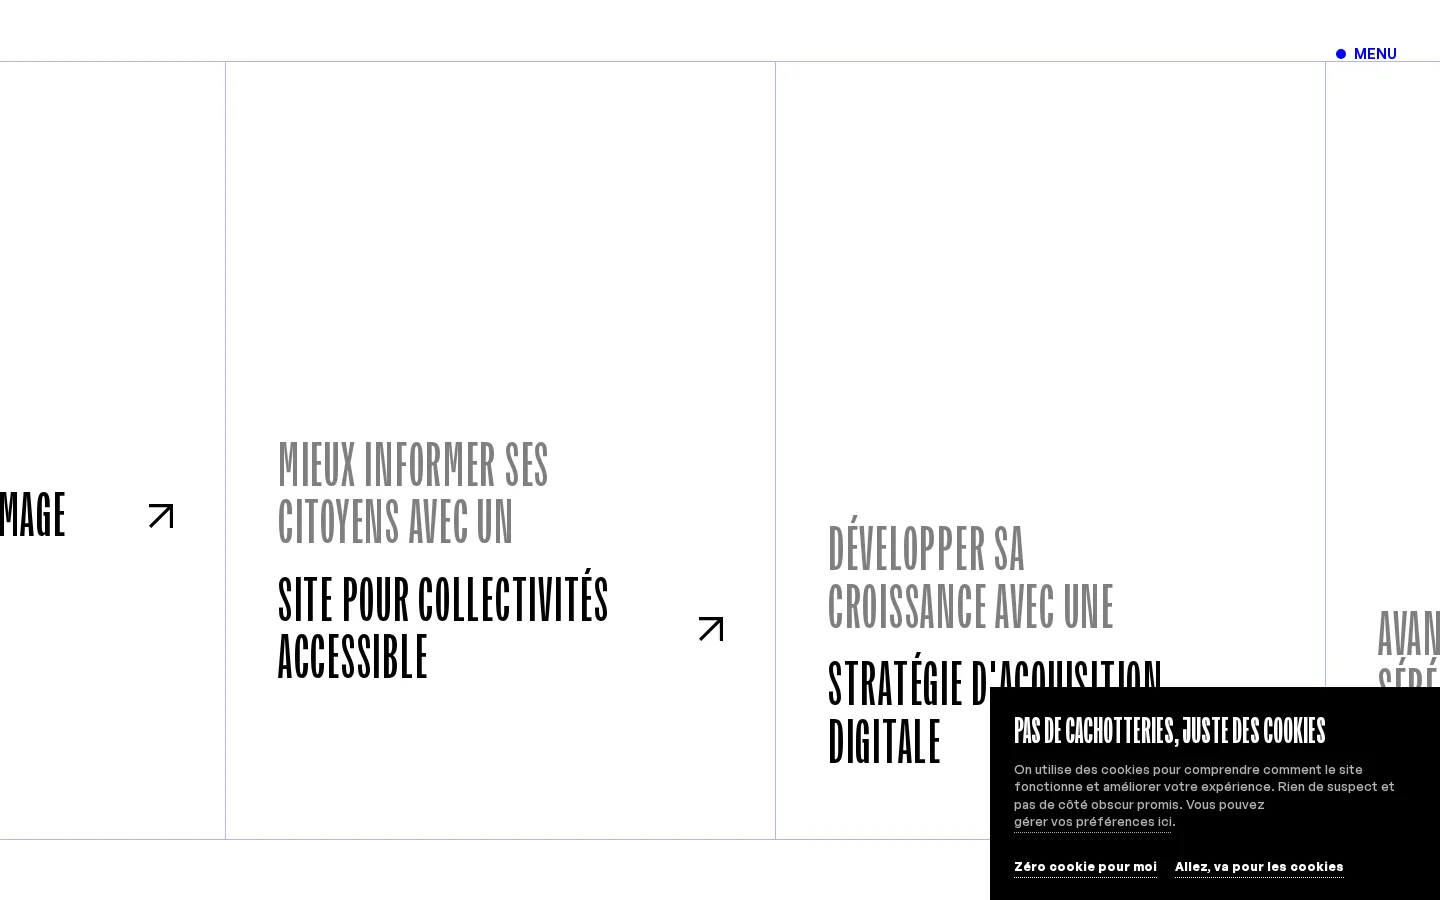 MENU
MAGE
MIEUX INFORMER SES
CITOYENS AVEC UN
SITE POUR COLLECTIVITÉS
ACCESSIBLE
DÉVELOPPER SA
CROISSANCE AVEC UNE
STRATÉGIE D'ACQUISITION
DIGITALE
AVAN
PAS DE CACHOTTERIES, JUSTE DES COOKIES
On utilise des cookies pour comprendre comment le site
fonctionne et améliorer votre expérience. Rien de suspect et
pas de côté obscur promis. Vous pouvez
gérer vos préférences ici.
Zéro cookie pour moi
Allez, va pour les cookies